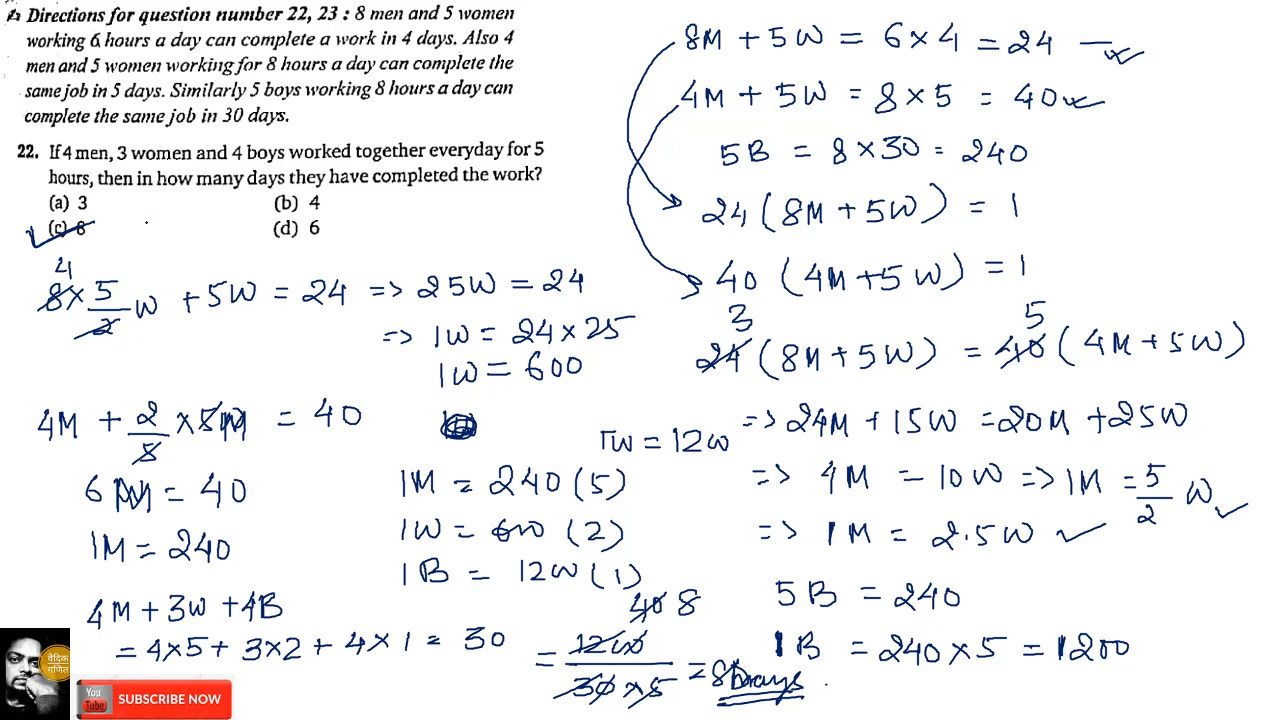 Directions for question number 22, 23 : 8 men and 5 women
working 6 hours a day can complete a work in 4 days. Also 4
men and 5 women working for 8 hours a day can complete the
same job in 5 days. Similarly 5 boys working 8 hours a day can
complete the same job in 30 days.
22. If 4 men, 3 women and 4 boys worked together everyday for 5
hours, then in how many days they have completed the work?
(a) 3 (b) 4
(c) 8 (d) 6
8M + 5W = 6 × 4 = 24
4M + 5W = 8 × 5 = 40
5B = 8 × 30 = 240
24 (8M + 5W) = 1
40 (4M + 5W) = 1
3 5
24 (8M + 5W) = 40 (4M + 5W)
=> 24M + 15W = 20M + 25W
=> 4M = 10W => 1M = 5/2 W
=> 1M = 2.5W
5B = 240
1B = 240 × 5 = 1200
4
8 × 5/2 W + 5W = 24 => 25W = 24
=> 1W = 24 × 25
1W = 600
4M + 2/5 × 5M = 40
6M = 40
1M = 240
1M = 240 (5)
1W = 600 (2)
1B = 1200 (1)
4M + 3W + 4B
= 4×5 + 3×2 + 4×1 = 30
40 8
= 1200/30×5 = 8 Days
वैदिक
गणित
You
Tube
SUBSCRIBE NOW